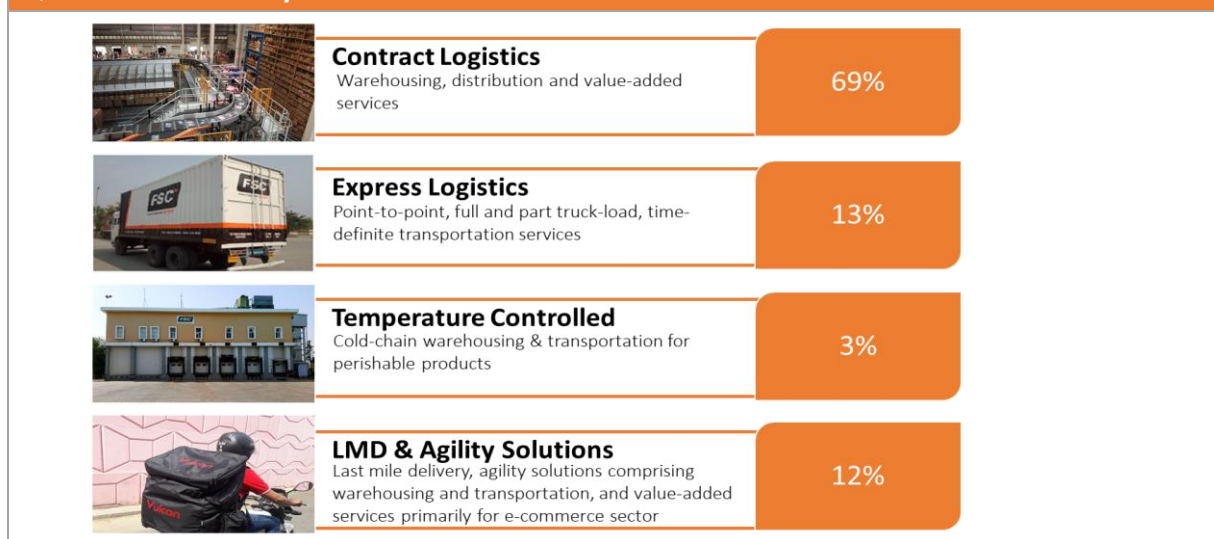 Contract Logistics
Warehousing, distribution and value-added
services
69%
FSC
FSC
Express Logistics
Point-to-point, full and part truck-load, time-
definite transportation services
13%
FSC
Temperature Controlled
Cold-chain warehousing & transportation for
perishable products
3%
Vulcan
LMD & Agility Solutions
Last mile delivery, agility solutions comprising
warehousing and transportation, and value-added
services primarily for e-commerce sector
12%